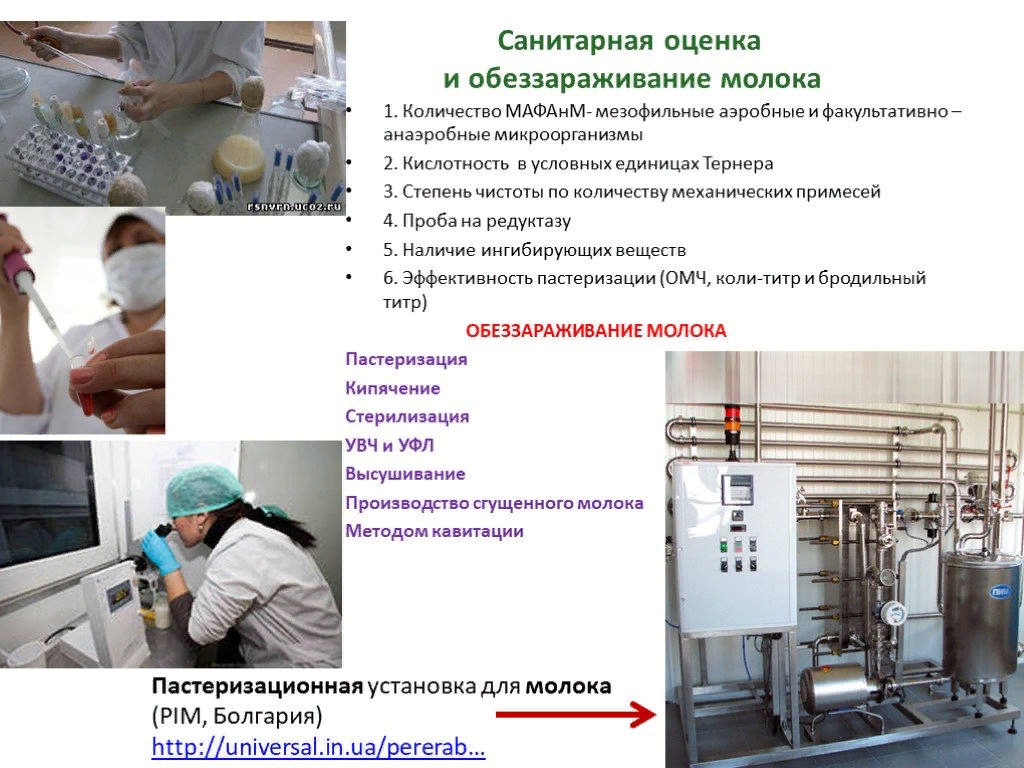 Санитарная оценка
и обеззараживание молока
• 1. Количество МАФАнМ- мезофильные аэробные и факультативно –
анаэробные микроорганизмы
• 2. Кислотность в условных единицах Тернера
• 3. Степень чистоты по количеству механических примесей
• 4. Проба на редуктазу
• 5. Наличие ингибирующих веществ
• 6. Эффективность пастеризации (ОМЧ, коли-титр и бродильный
титр)
ОБЕЗЗАРАЖИВАНИЕ МОЛОКА
Пастеризация
Кипячение
Стерилизация
УВЧ и УФЛ
Высушивание
Производство сгущенного молока
Методом кавитации
rsnvrn.ucoz.ru
Пастеризационная установка для молока
(PIM, Болгария)
http://universal.in.ua/pererab...